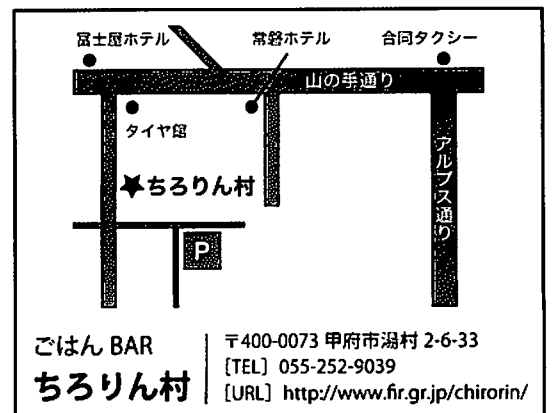 冨士屋ホテル
常磐ホテル
合同タクシー
山の手通り
タイヤ館
アルプス通り
★ちろりん村
P
ごはん BAR
ちろりん村
〒400-0073 甲府市湯村 2-6-33
[TEL] 055-252-9039
[URL] http://www.fir.gr.jp/chirorin/